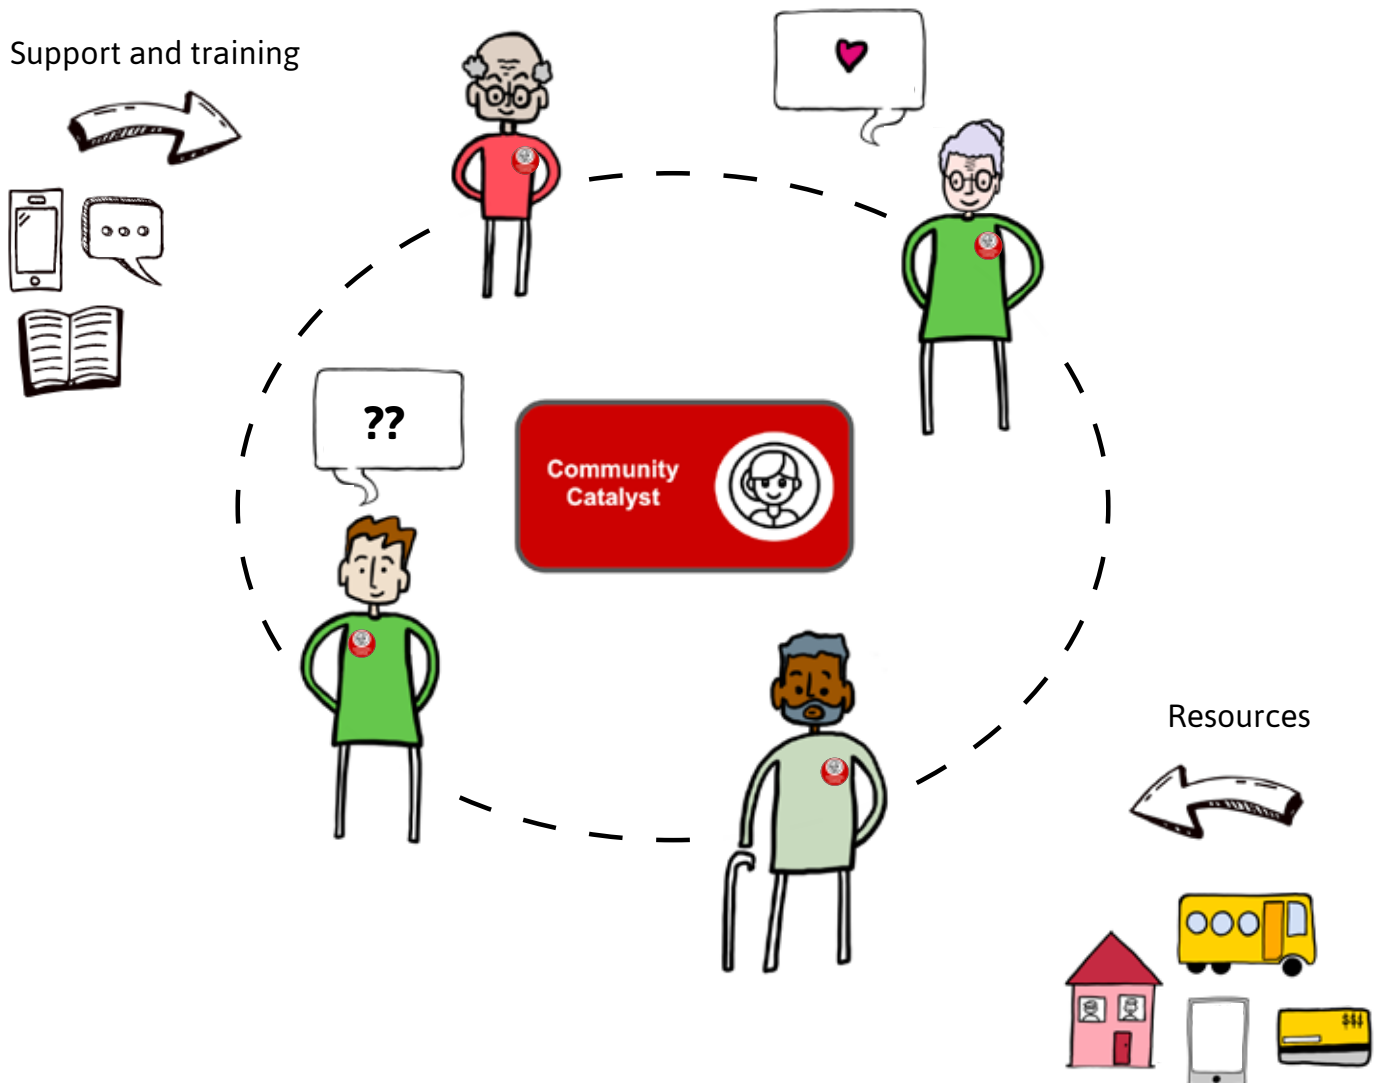 Support and training
??
Community
Catalyst
Resources
$$$